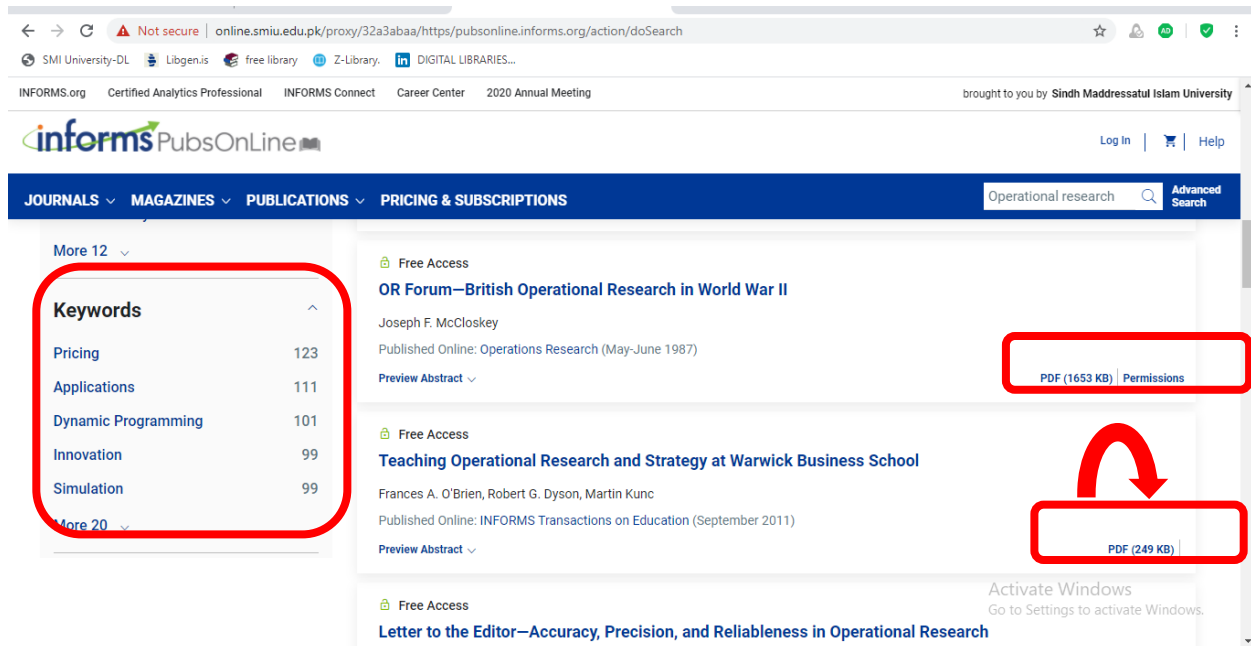 Not secure | online.smiu.edu.pk/proxy/32a3abaa/https/pubsonline.informs.org/action/doSearch
SMI University-DL Libgen.is free library Z-Library. DIGITAL LIBRARIES...
INFORMS.org Certified Analytics Professional INFORMS Connect Career Center 2020 Annual Meeting brought to you by Sindh Maddressatul Islam University
informs PubsOnLine
Log In Help
JOURNALS MAGAZINES PUBLICATIONS PRICING & SUBSCRIPTIONS Operational research Advanced Search
More 12
Keywords
Pricing 123
Applications 111
Dynamic Programming 101
Innovation 99
Simulation 99
More 20
Free Access
OR Forum—British Operational Research in World War II
Joseph F. McCloskey
Published Online: Operations Research (May-June 1987)
Preview Abstract PDF (1653 KB) Permissions
Free Access
Teaching Operational Research and Strategy at Warwick Business School
Frances A. O'Brien, Robert G. Dyson, Martin Kunc
Published Online: INFORMS Transactions on Education (September 2011)
Preview Abstract PDF (249 KB)
Free Access
Letter to the Editor—Accuracy, Precision, and Reliableness in Operational Research
Activate Windows
Go to Settings to activate Windows.